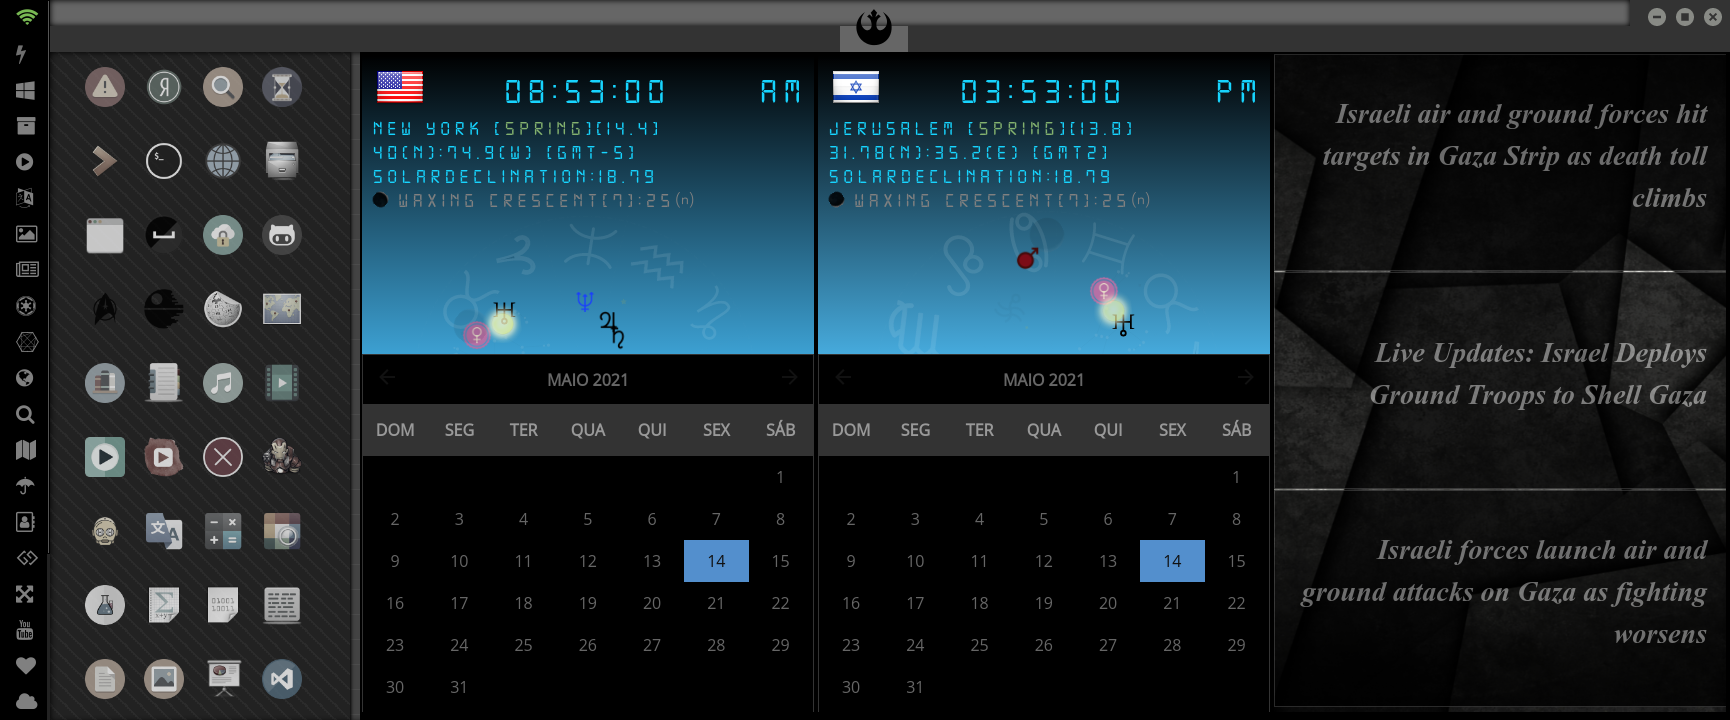 08:53:00 AM
NEW YORK [SPRING][14.4]
40(N):74.9(W) [GMT-5]
SOLARDECLINATION:18.79
WAXING CRESCENT[7]:25(n)
MAIO 2021
DOM SEG TER QUA QUI SEX SÁB
1
2 3 4 5 6 7 8
9 10 11 12 13 14 15
16 17 18 19 20 21 22
23 24 25 26 27 28 29
30 31
03:53:00 PM
JERUSALEM [SPRING][13.8]
31.78(N):35.2(E) [GMT2]
SOLARDECLINATION:18.79
WAXING CRESCENT[7]:25(n)
MAIO 2021
DOM SEG TER QUA QUI SEX SÁB
1
2 3 4 5 6 7 8
9 10 11 12 13 14 15
16 17 18 19 20 21 22
23 24 25 26 27 28 29
30 31
Israeli air and ground forces hit
targets in Gaza Strip as death toll
climbs
Live Updates: Israel Deploys
Ground Troops to Shell Gaza
Israeli forces launch air and
ground attacks on Gaza as fighting
worsens
You
Tube
Я
$_
文 A
Σ
x+y
01001
10011